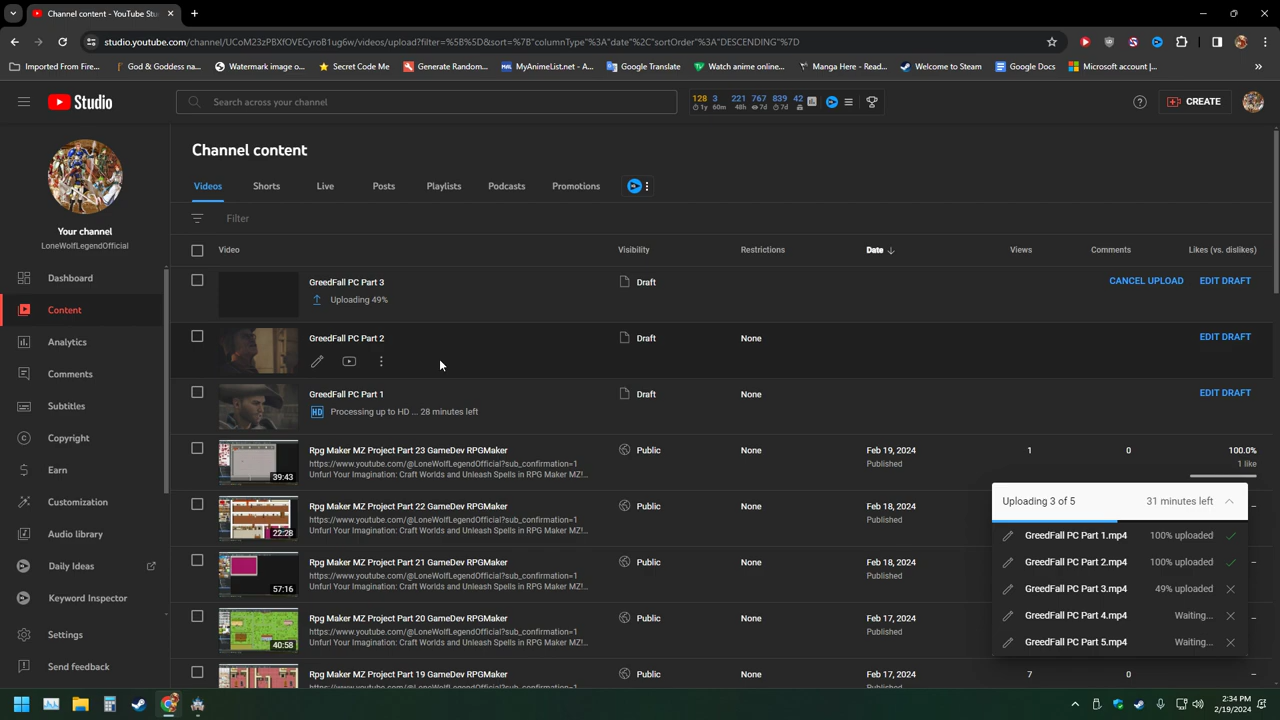 Channel content - YouTube Stu
studio.youtube.com/channel/UCoM23zPBXfOVECyroB1ug6w/videos/upload?filter=%5B%5D&sort=%7B"columnType"%3A"date"%2C"sortOrder"%3A"DESCENDING"%7D
Imported From Fire...
God & Goddess na...
Watermark image o...
Secret Code Me
Generate Random...
MyAnimeList.net - A...
Google Translate
Watch anime online...
Manga Here - Read...
Welcome to Steam
Google Docs
Microsoft account |...
Studio
Search across your channel
128 3 221 767 839 42
1y 60m 48h 7d 7d
CREATE
Your channel
LoneWolfLegendOfficial
Dashboard
Content
Analytics
Comments
Subtitles
Copyright
Earn
Customization
Audio library
Daily Ideas
Keyword Inspector
Settings
Send feedback
Channel content
Videos Shorts Live Posts Playlists Podcasts Promotions
Filter
Video Visibility Restrictions Date Views Comments Likes (vs. dislikes)
GreedFall PC Part 3 Draft CANCEL UPLOAD EDIT DRAFT
Uploading 49%
GreedFall PC Part 2 Draft None EDIT DRAFT
GreedFall PC Part 1 Draft None EDIT DRAFT
HD Processing up to HD ... 28 minutes left
Rpg Maker MZ Project Part 23 GameDev RPGMaker Public None Feb 19, 2024 1 0 100.0%
https://www.youtube.com/@LoneWolfLegendOfficial?sub_confirmation=1 Published 1 like
Unfurl Your Imagination: Craft Worlds and Unleash Spells in RPG Maker MZ!...
39:43
Rpg Maker MZ Project Part 22 GameDev RPGMaker Public None Feb 18, 2024
https://www.youtube.com/@LoneWolfLegendOfficial?sub_confirmation=1 Published
Unfurl Your Imagination: Craft Worlds and Unleash Spells in RPG Maker MZ!...
22:28
Rpg Maker MZ Project Part 21 GameDev RPGMaker Public None Feb 18, 2024 –
https://www.youtube.com/@LoneWolfLegendOfficial?sub_confirmation=1 Published
Unfurl Your Imagination: Craft Worlds and Unleash Spells in RPG Maker MZ!...
57:16
Rpg Maker MZ Project Part 20 GameDev RPGMaker Public None Feb 17, 2024 –
https://www.youtube.com/@LoneWolfLegendOfficial?sub_confirmation=1 Published
Unfurl Your Imagination: Craft Worlds and Unleash Spells in RPG Maker MZ!...
40:58
Rpg Maker MZ Project Part 19 GameDev RPGMaker Public None Feb 17, 2024 7 0 –
Uploading 3 of 5 31 minutes left
GreedFall PC Part 1.mp4 100% uploaded
GreedFall PC Part 2.mp4 100% uploaded
GreedFall PC Part 3.mp4 49% uploaded
GreedFall PC Part 4.mp4 Waiting...
GreedFall PC Part 5.mp4 Waiting...
2:34 PM
2/19/2024